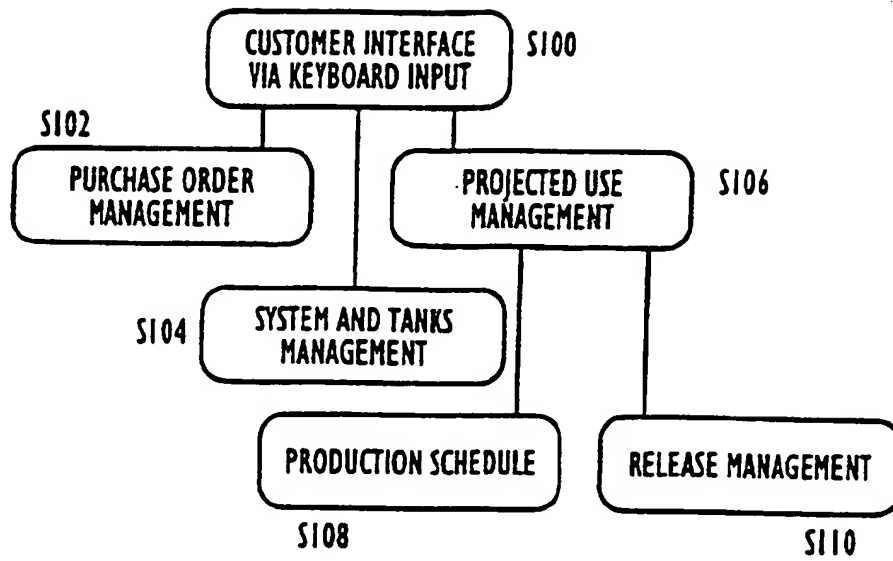 CUSTOMER INTERFACE
VIA KEYBOARD INPUT
S100
S102
PURCHASE ORDER
MANAGEMENT
PROJECTED USE
MANAGEMENT
S106
S104
SYSTEM AND TANKS
MANAGEMENT
PRODUCTION SCHEDULE
RELEASE MANAGEMENT
S108
S110